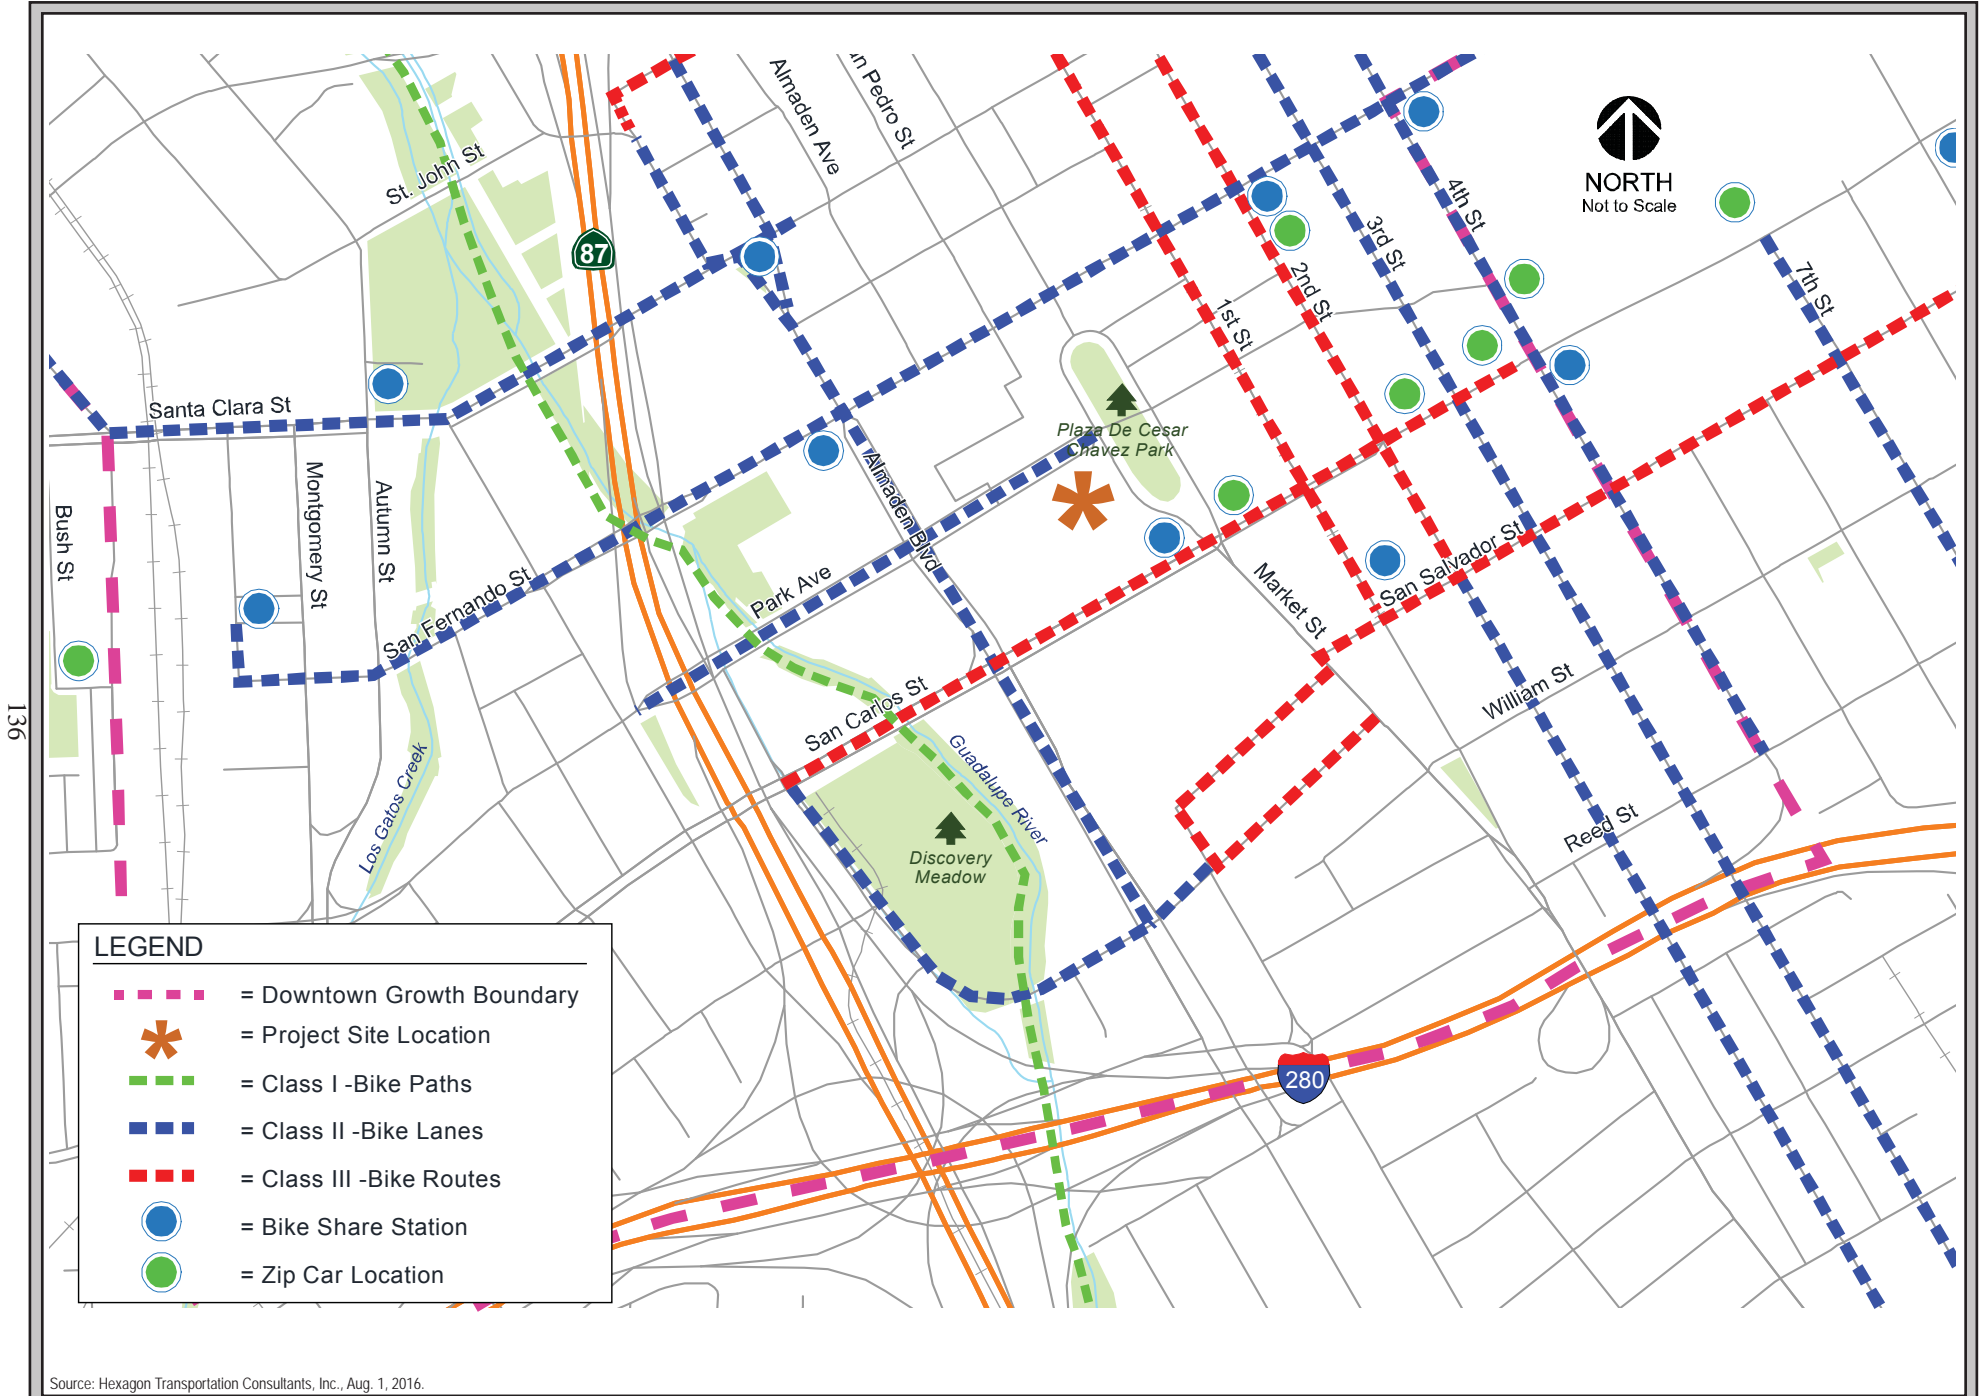 Almaden Ave
n Pedro St
St. John St
NORTH
Not to Scale
87
4th St
3rd St
2nd St
7th St
1st St
Santa Clara St
Plaza De Cesar
Chavez Park
Almaden Blvd
Montgomery St
Autumn St
Bush St
San Fernando St
Park Ave
Market St
San Salvador St
William St
San Carlos St
Guadalupe River
Los Gatos Creek
Reed St
Discovery
Meadow
136
280
LEGEND
= Downtown Growth Boundary
= Project Site Location
= Class I -Bike Paths
= Class II -Bike Lanes
= Class III -Bike Routes
= Bike Share Station
= Zip Car Location
Source: Hexagon Transportation Consultants, Inc., Aug. 1, 2016.